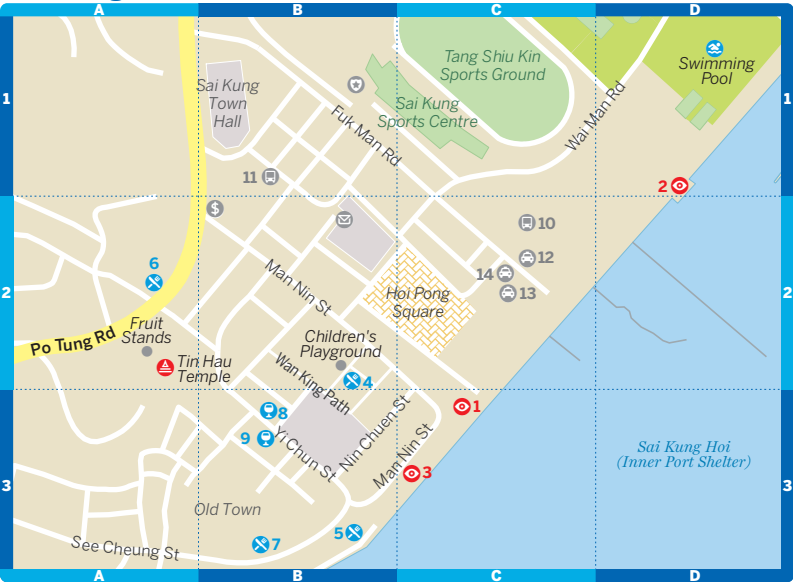 A
B
C
D
1
1
Swimming
Pool
Tang Shiu Kin
Sports Ground
Sai Kung
Town
Hall
Sai Kung
Sports Centre
Fuk Man Rd
Wai Man Rd
11
2
$
10
12
14
13
6
2
2
Man Nin St
Hoi Pong
Square
Fruit
Stands
Po Tung Rd
Children's
Playground
Tin Hau
Temple
Wan King Path
4
8
1
9
Yi Chun St
Nin Chuen St
Man Nin St
3
Sai Kung Hoi
(Inner Port Shelter)
3
3
Old Town
5
7
See Cheung St
A
B
C
D